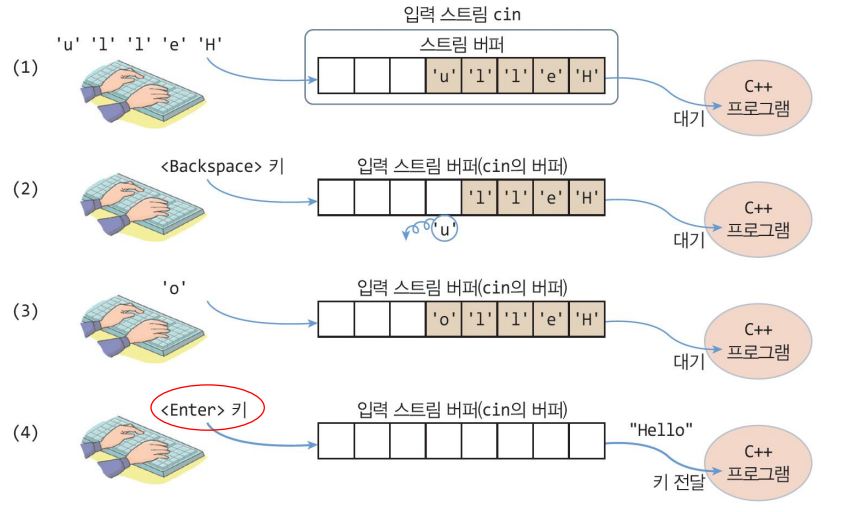 입력 스트림 cin
'u' 'l' 'l' 'e' 'H'
스트림 버퍼
(1)
'u' 'l' 'l' 'e' 'H'
C++
프로그램
대기
<Backspace> 키
입력 스트림 버퍼(cin의 버퍼)
(2)
'l' 'l' 'e' 'H'
C++
프로그램
'u'
대기
'o'
입력 스트림 버퍼(cin의 버퍼)
(3)
'o' 'l' 'l' 'e' 'H'
C++
프로그램
대기
<Enter> 키
입력 스트림 버퍼(cin의 버퍼)
(4)
"Hello"
C++
프로그램
키 전달